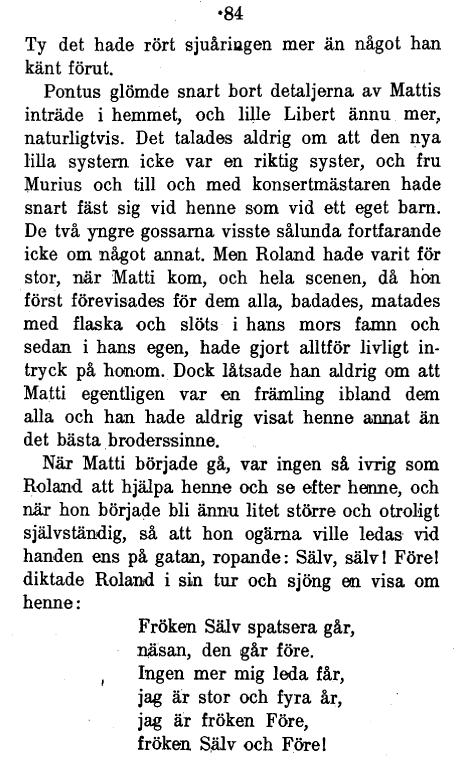 84
Ty det hade rört sjuåringen mer än något han
känt förut.
Pontus glömde snart bort detaljerna av Mattis
inträde i hemmet, och lille Libert ännu mer,
naturligtvis. Det talades aldrig om att den nya
lilla systern icke var en riktig syster, och fru
Murius och till och med konsertmästaren hade
snart fäst sig vid henne som vid ett eget barn.
De två yngre gossarna visste sålunda fortfarande
icke om något annat. Men Roland hade varit för
stor, när Matti kom, och hela scenen, då hon
först förevisades för dem alla, badades, matades
med flaska och slöts i hans mors famn och
sedan i hans egen, hade gjort alltför livligt in-
tryck på honom. Dock låtsade han aldrig om att
Matti egentligen var en främling ibland dem
alla och han hade aldrig visat henne annat än
det bästa broderssinne.
När Matti började gå, var ingen så ivrig som
Roland att hjälpa henne och se efter henne, och
när hon började bli ännu litet större och otroligt
självständig, så att hon ogärna ville ledas vid
handen ens på gatan, ropande: Sälv, sälv! Före!
diktade Roland i sin tur och sjöng en visa om
henne:
Fröken Sälv spatsera går,
näsan, den går före.
Ingen mer mig leda får,
jag är stor och fyra år,
jag är fröken Före,
fröken Sälv och Före!